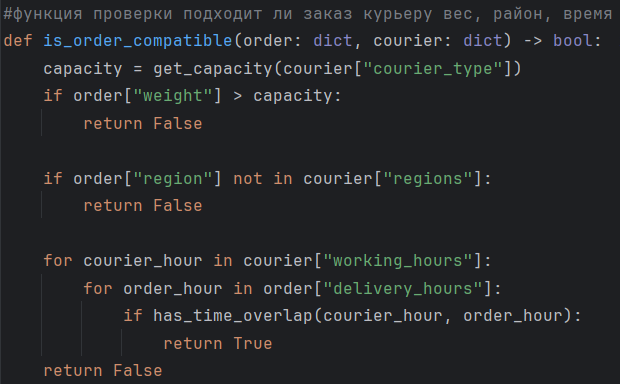 #функция проверки подходит ли заказ курьеру вес, район, время
def is_order_compatible(order: dict, courier: dict) -> bool:
    capacity = get_capacity(courier["courier_type"])
    if order["weight"] > capacity:
        return False
    if order["region"] not in courier["regions"]:
        return False
    for courier_hour in courier["working_hours"]:
        for order_hour in order["delivery_hours"]:
            if has_time_overlap(courier_hour, order_hour):
                return True
    return False